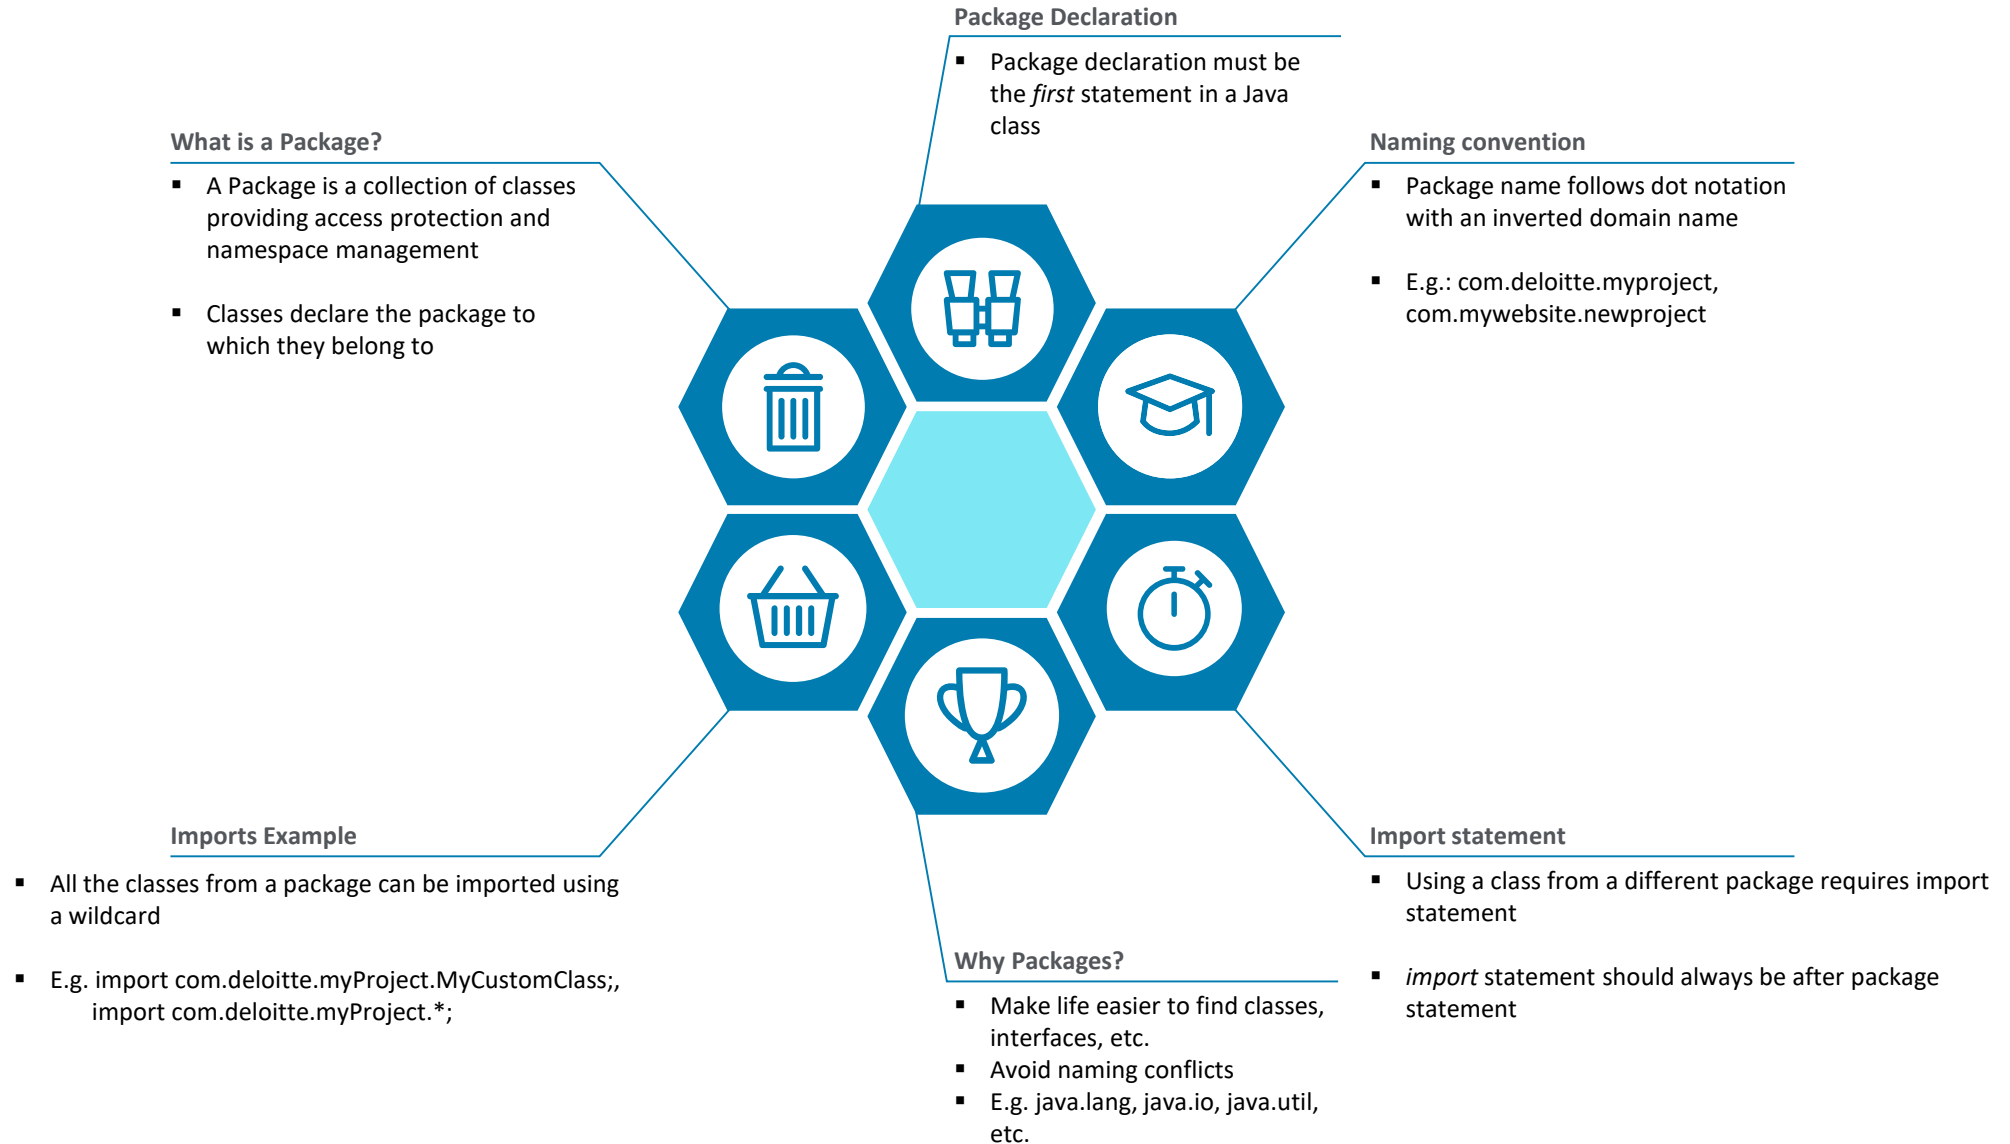 Package Declaration
▪ Package declaration must be
the first statement in a Java
class
What is a Package?
▪ A Package is a collection of classes
providing access protection and
namespace management
▪ Classes declare the package to
which they belong to
Naming convention
▪ Package name follows dot notation
with an inverted domain name
▪ E.g.: com.deloitte.myproject,
com.mywebsite.newproject
Imports Example
▪ All the classes from a package can be imported using
a wildcard
▪ E.g. import com.deloitte.myProject.MyCustomClass;,
import com.deloitte.myProject.*;
Why Packages?
▪ Make life easier to find classes,
interfaces, etc.
▪ Avoid naming conflicts
▪ E.g. java.lang, java.io, java.util,
etc.
Import statement
▪ Using a class from a different package requires import
statement
▪ import statement should always be after package
statement